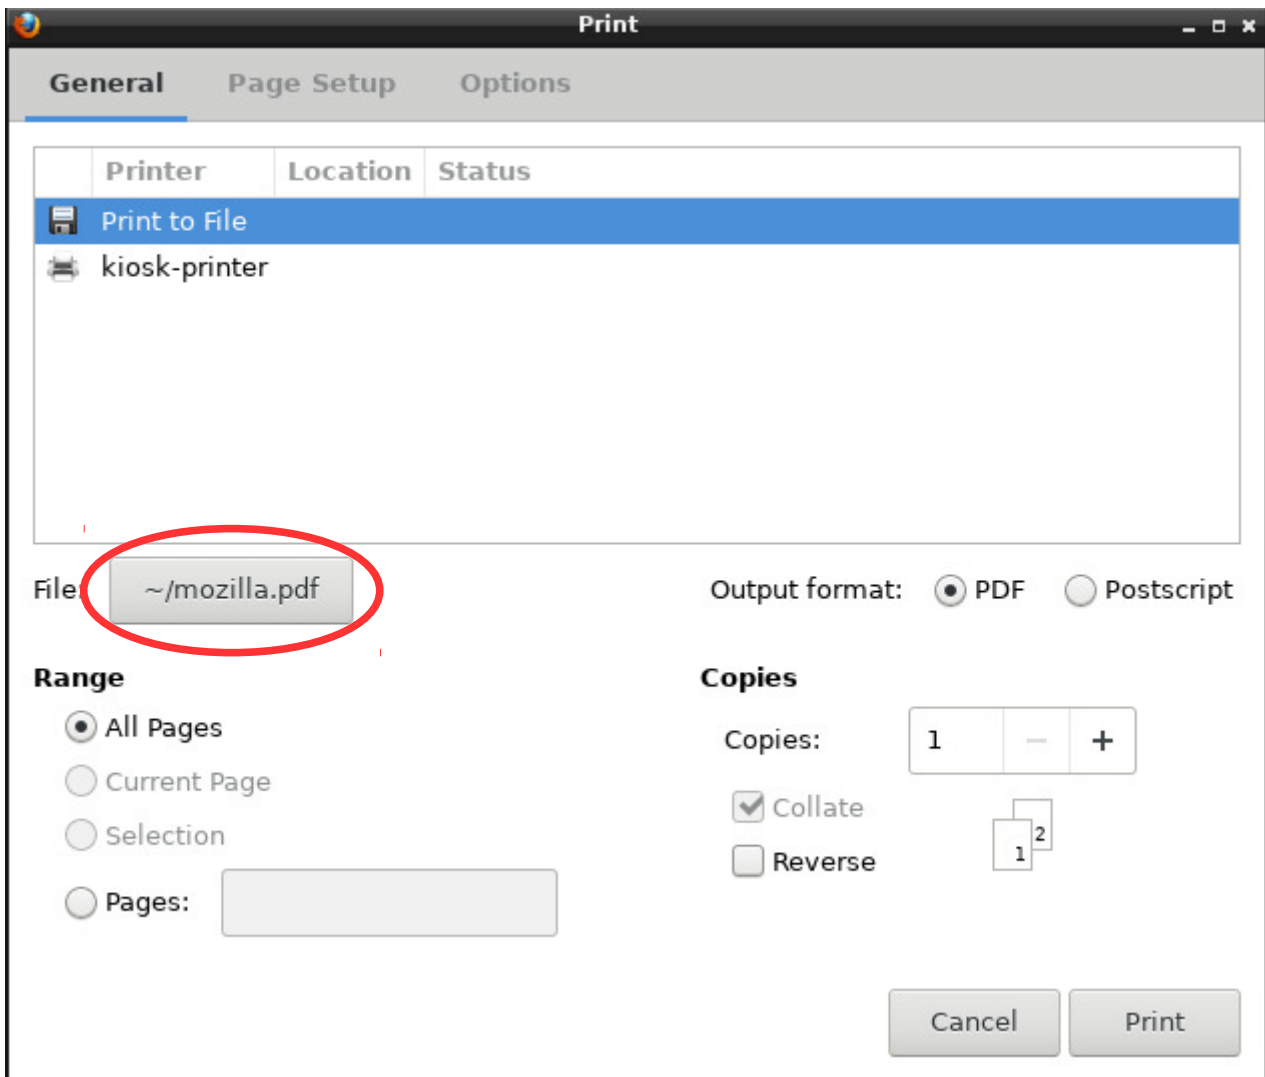 Print
General Page Setup Options
Printer Location Status
Print to File
kiosk-printer
File: ~/mozilla.pdf Output format: PDF Postscript
Range Copies
All Pages
Copies: 1 − +
Current Page
Collate
Selection
1 2
Reverse
Pages:
Cancel Print